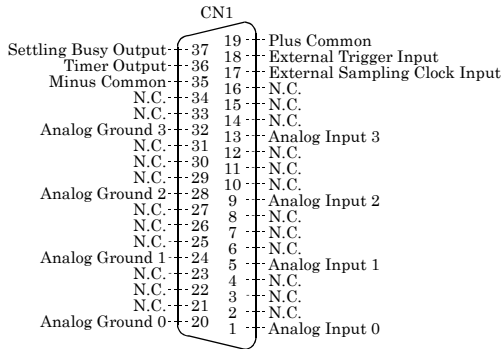 CN1
19 Plus Common
Settling Busy Output 37
18 External Trigger Input
Timer Output 36
17 External Sampling Clock Input
Minus Common 35
16 N.C.
N.C. 34
15 N.C.
N.C. 33
14 N.C.
Analog Ground 3 32
13 Analog Input 3
N.C. 31
12 N.C.
N.C. 30
11 N.C.
N.C. 29
10 N.C.
Analog Ground 2 28
9 Analog Input 2
N.C. 27
8 N.C.
N.C. 26
7 N.C.
N.C. 25
6 N.C.
Analog Ground 1 24
5 Analog Input 1
N.C. 23
4 N.C.
N.C. 22
3 N.C.
N.C. 21
2 N.C.
Analog Ground 0 20
1 Analog Input 0